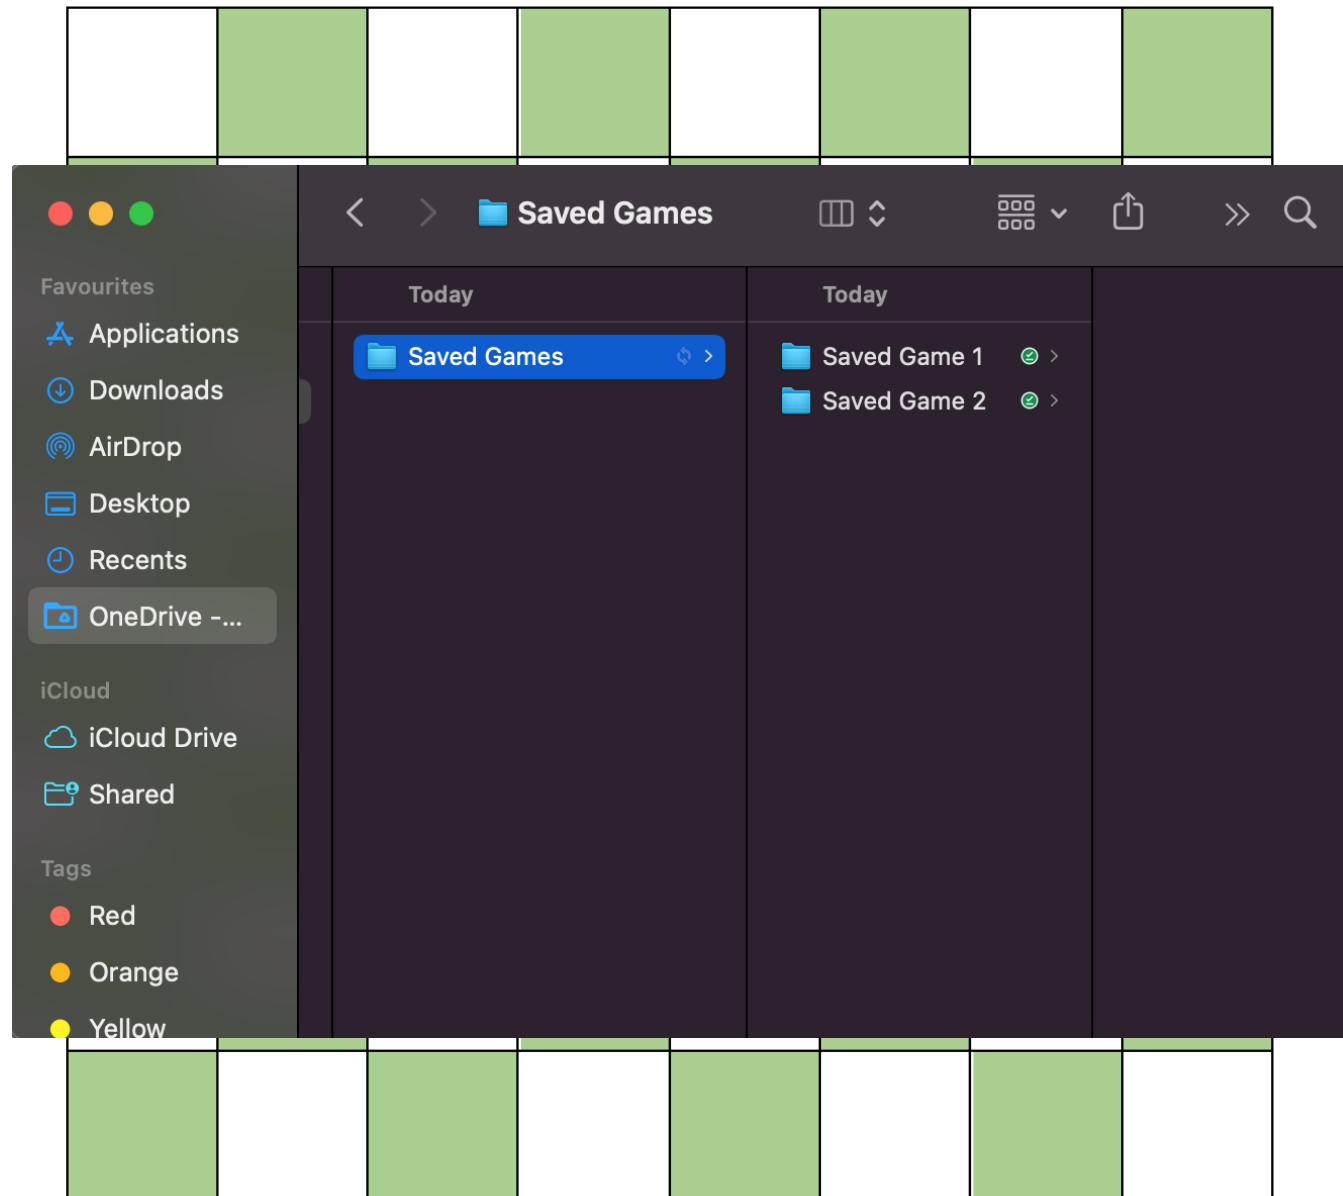 Saved Games
Favourites
Applications
Downloads
AirDrop
Desktop
Recents
OneDrive -...
iCloud
iCloud Drive
Shared
Tags
Red
Orange
Yellow
Today
Saved Games
Today
Saved Game 1
Saved Game 2